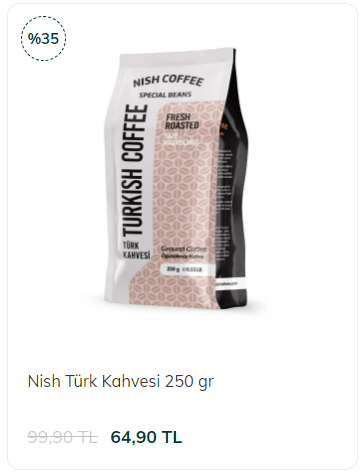 %35
NISH COFFEE
SPECIAL BEANS
TURKISH COFFEE
TÜRK
KAHVESİ
FRESH
ROASTED
Ground Coffee
250 g
Nish Türk Kahvesi 250 gr
99,90 TL 64,90 TL